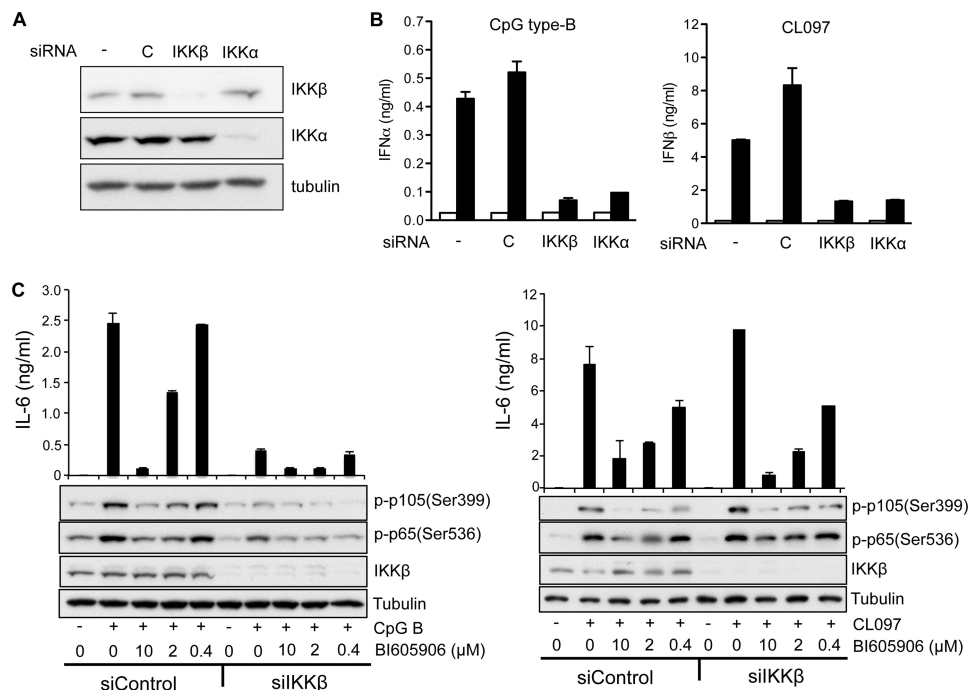 A
siRNA - C IKKβ IKKα
IKKβ
IKKα
tubulin
B
CpG type-B
IFNα (ng/ml)
0.7
0.6
0.5
0.4
0.3
0.2
0.1
0.0
siRNA - C IKKβ IKKα
CL097
IFNβ (ng/ml)
12
10
8
6
4
2
0
siRNA - C IKKβ IKKα
C
IL-6 (ng/ml)
3.0
2.5
2.0
1.5
1.0
0.5
0
p-p105(Ser399)
p-p65(Ser536)
IKKβ
Tubulin
- + + + + - + + + + CpG B
0 0 10 2 0.4 0 0 10 2 0.4 BI605906 (μM)
siControl siIKKβ
IL-6 (ng/ml)
12
10
8
6
4
2
0
p-p105(Ser399)
p-p65(Ser536)
IKKβ
Tubulin
- + + + + - + + + + CL097
0 0 10 2 0.4 0 0 10 2 0.4 BI605906 (μM)
siControl siIKKβ